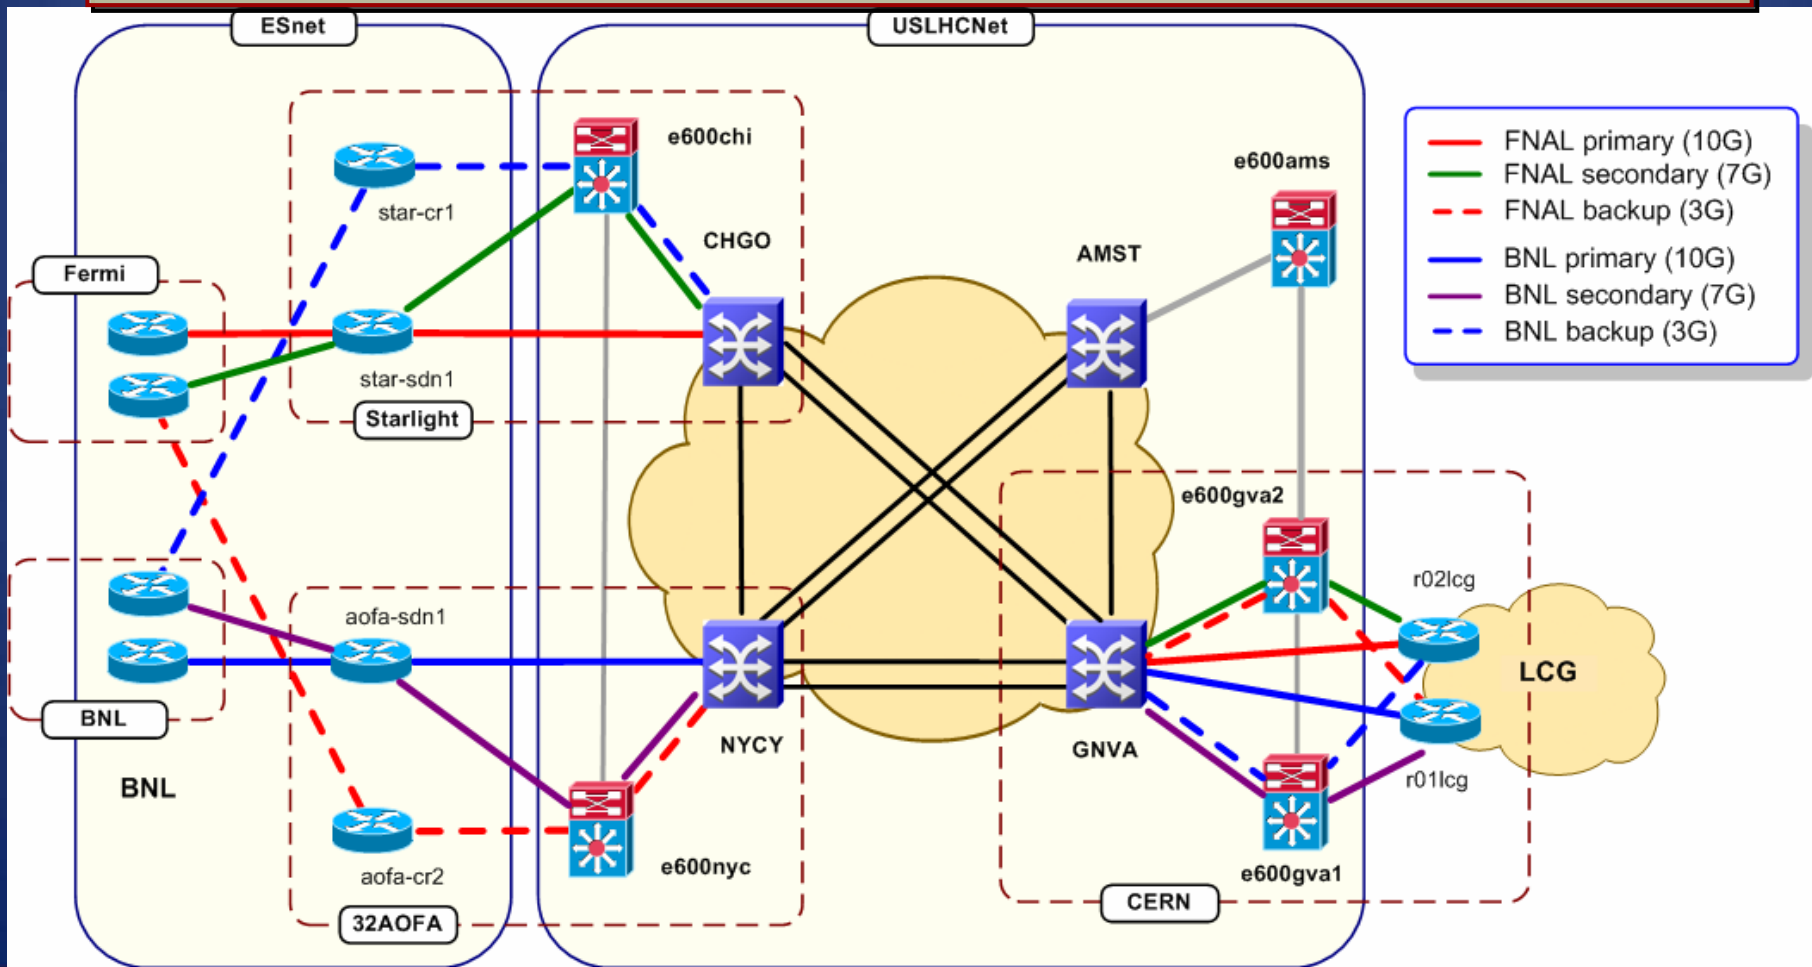 ESnet
USLHCNet
e600chi
e600ams
FNAL primary (10G)
FNAL secondary (7G)
FNAL backup (3G)
BNL primary (10G)
BNL secondary (7G)
BNL backup (3G)
star-cr1
CHGO
AMST
Fermi
star-sdn1
Starlight
e600gva2
r02lcg
aofa-sdn1
LCG
BNL
NYCY
GNVA
BNL
r01lcg
e600nyc
aofa-cr2
e600gva1
CERN
32AOFA